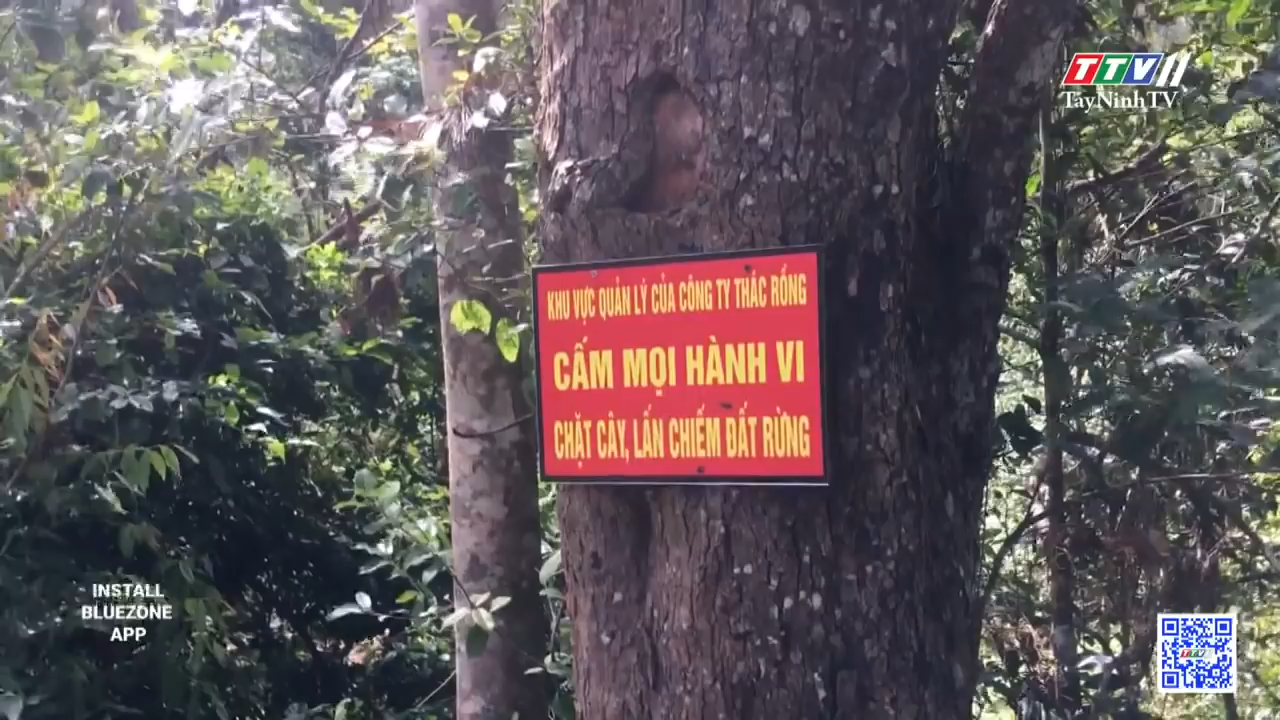 TTV11
TayNinhTV
KHU VỰC QUẢN LÝ CỦA CÔNG TY THÁC RỒNG
CẤM MỌI HÀNH VI
CHẶT CÂY, LẤN CHIẾM ĐẤT RỪNG
INSTALL
BLUEZONE
APP
TTV